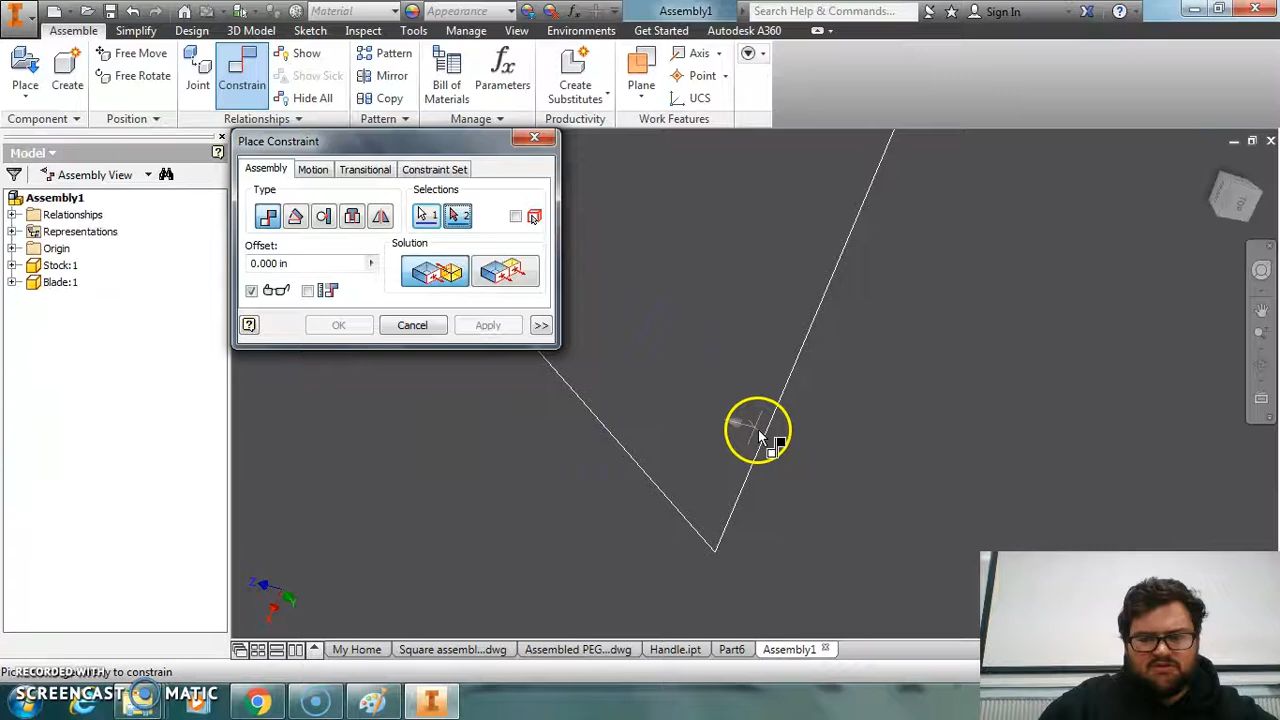 Material
Appearance
fx
Assembly1
Search Help & Commands...
Sign In
Assemble Simplify Design 3D Model Sketch Inspect Tools Manage View Environments Get Started Autodesk A360
Place
Create
Free Move
Free Rotate
Joint
Constrain
Show
Show Sick
Hide All
Pattern
Mirror
Copy
Bill of
Materials
fx
Parameters
Create
Substitutes
Plane
Axis
Point
UCS
Component Position Relationships Pattern Manage Productivity Work Features
Model
Assembly View
Assembly1
Relationships
Representations
Origin
Stock:1
Blade:1
Place Constraint
Assembly Motion Transitional Constraint Set
Type
Selections
1
2
Offset:
0.000 in
Solution
OK Cancel Apply >>
TOP
Z
Y
My Home Square assembl...dwg Assembled PEG...dwg Handle.ipt Part6 Assembly1
RECORDED WITH
SCREENCAST MATIC